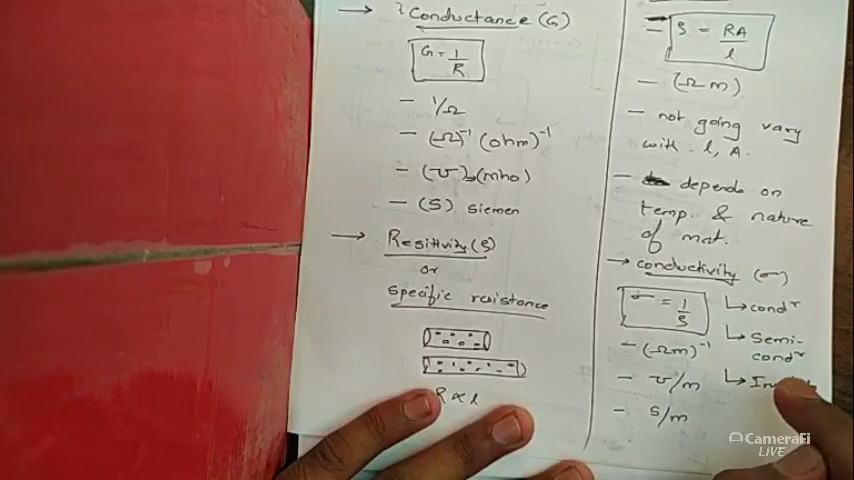 → Conductance (G)
G = 1/R
- 1/Ω
- (Ω)⁻¹ (ohm)⁻¹
- (℧) → (mho)
- (S) siemen
→ Resitivity (ρ)
or
Specific resistance
R ∝ l
- ρ = RA/l
- (Ω m)
- not going vary
with - l, A.
- depends on
temp. & nature
of mat.
→ conductivity (σ)
σ = 1/ρ
↳ condʳ
↳ Semi-
condʳ
- (Ωm)⁻¹
- ℧/m
- S/m
CameraFi
LIVE